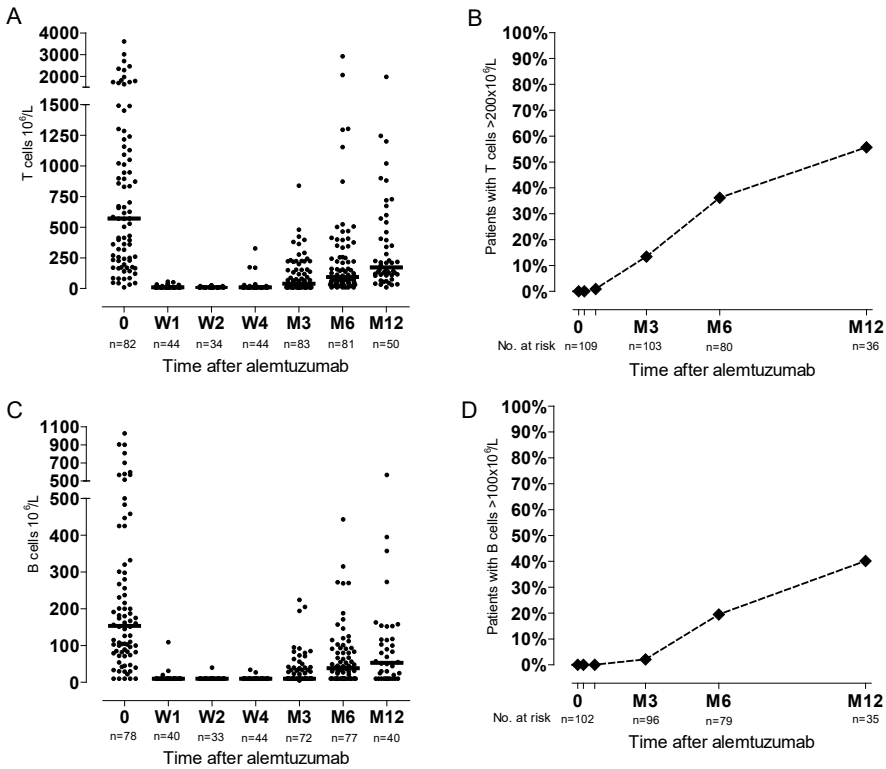 A
T cells 10⁶/L
4000
3000
2000
1500
1250
1000
750
500
250
0
0 W1 W2 W4 M3 M6 M12
n=82 n=44 n=34 n=44 n=83 n=81 n=50
Time after alemtuzumab
B
Patients with T cells >200x10⁶/L
100%
90%
80%
70%
60%
50%
40%
30%
20%
10%
0%
0 M3 M6 M12
No. at risk n=109 n=103 n=80 n=36
Time after alemtuzumab
C
B cells 10⁶/L
1100
900
700
500
500
400
300
200
100
0
0 W1 W2 W4 M3 M6 M12
n=78 n=40 n=33 n=44 n=72 n=77 n=40
Time after alemtuzumab
D
Patients with B cells >100x10⁶/L
100%
90%
80%
70%
60%
50%
40%
30%
20%
10%
0%
0 M3 M6 M12
No. at risk n=102 n=96 n=79 n=35
Time after alemtuzumab